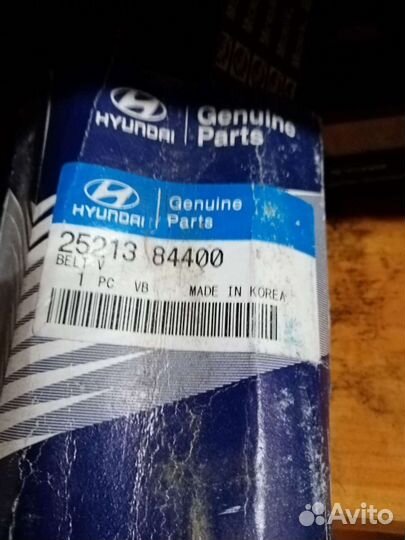 HYUNDAI
Genuine
Parts
HYUNDAI
Genuine
Parts
25213 84400
BELT V
1 PC VB MADE IN KOREA
Avito